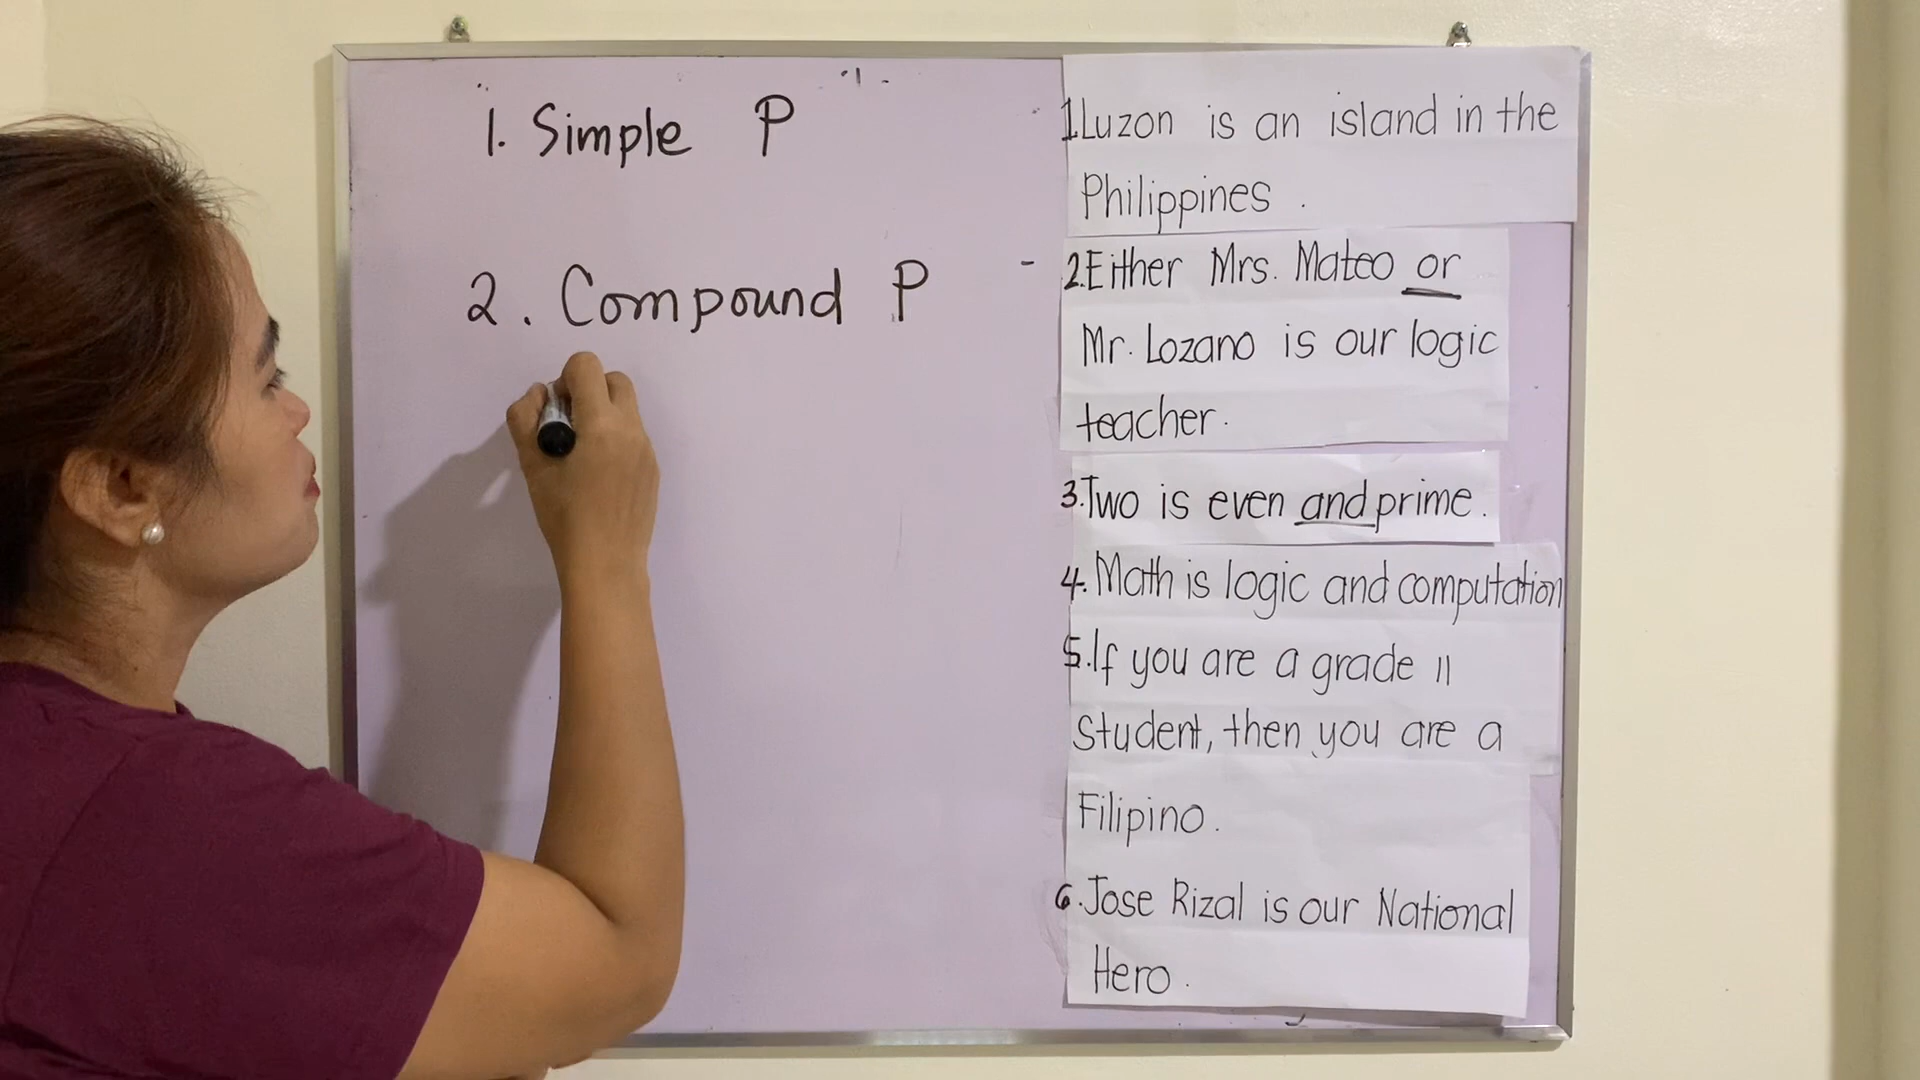 1. Simple P
2. Compound P
1.Luzon is an island in the
Philippines.
2.Either Mrs. Mateo or
Mr. Lozano is our logic
teacher.
3.Two is even and prime.
4. Math is logic and computation
5.If you are a grade 11
Student, then you are a
Filipino.
6.Jose Rizal is our National
Hero.